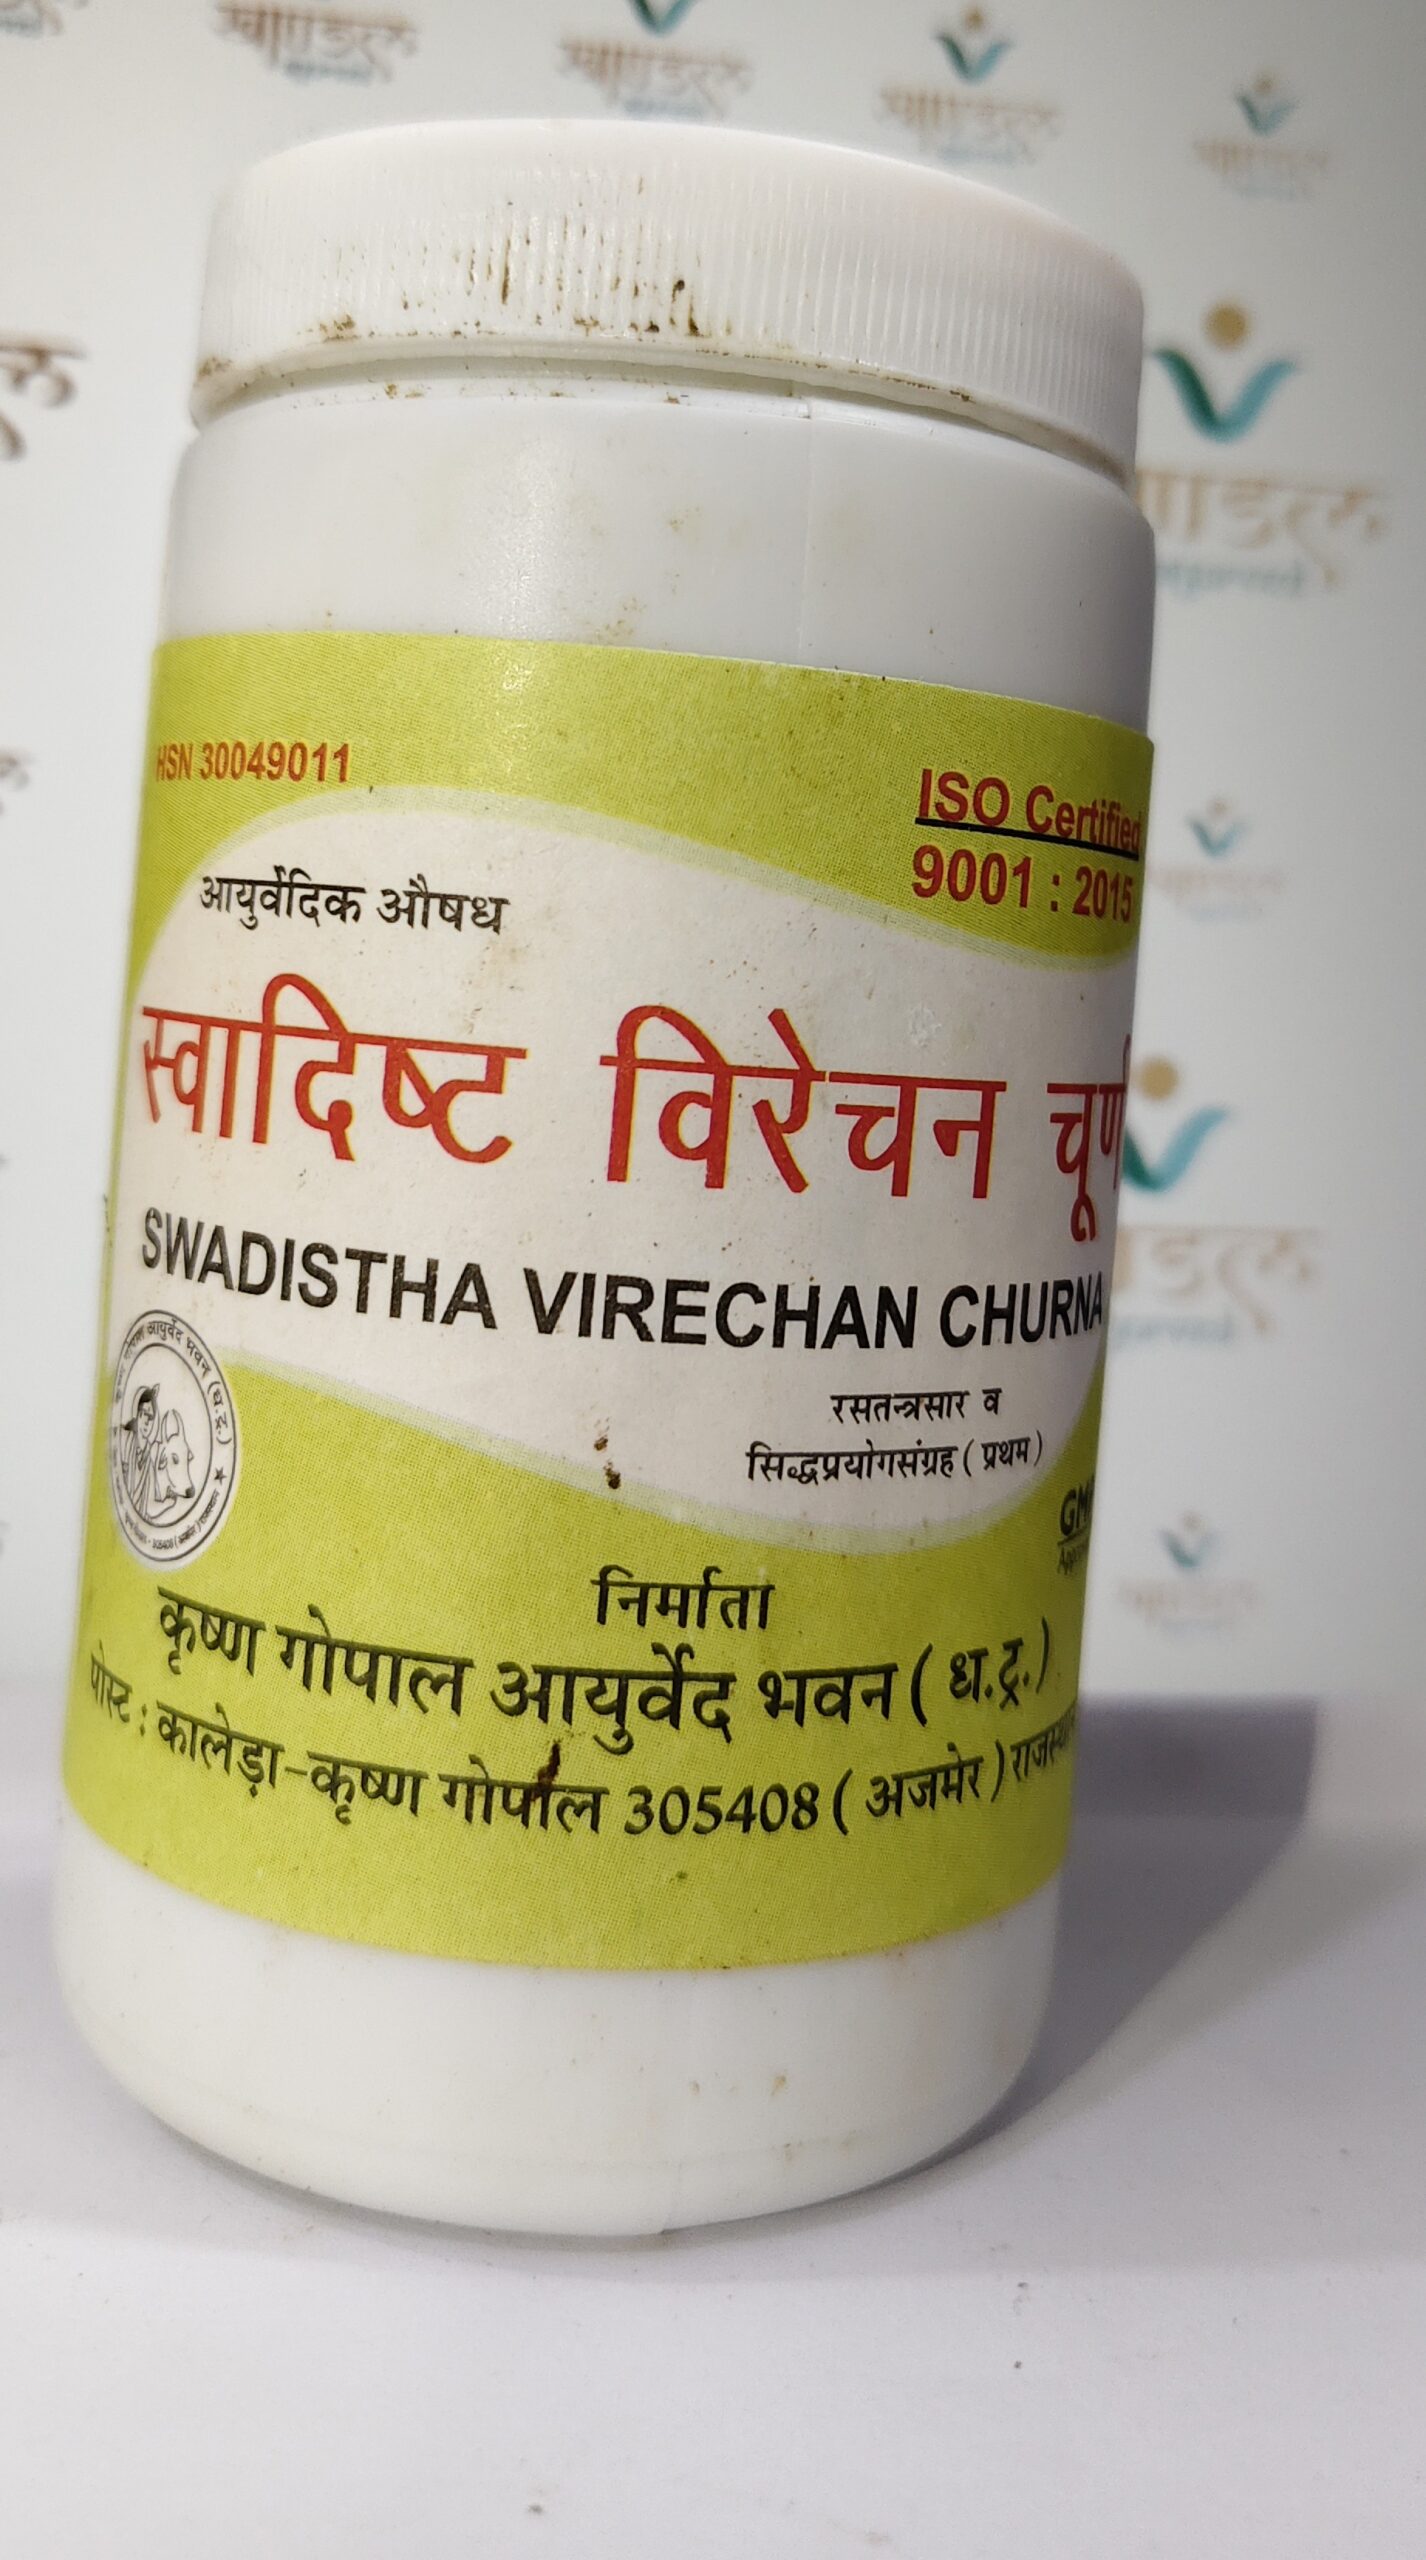 HSN 30049011
ISO Certified
9001 : 2015
आयुर्वेदिक औषध
स्वादिष्ट विरेचन चूर्ण
SWADISTHA VIRECHAN CHURNA
रसतन्त्रसार व
सिद्धप्रयोगसंग्रह ( प्रथम )
निर्माता
कृष्ण गोपाल आयुर्वेद भवन ( ध.ट्र. )
पोस्ट : कालेड़ा-कृष्ण गोपाल 305408 ( अजमेर ) राजस्थान